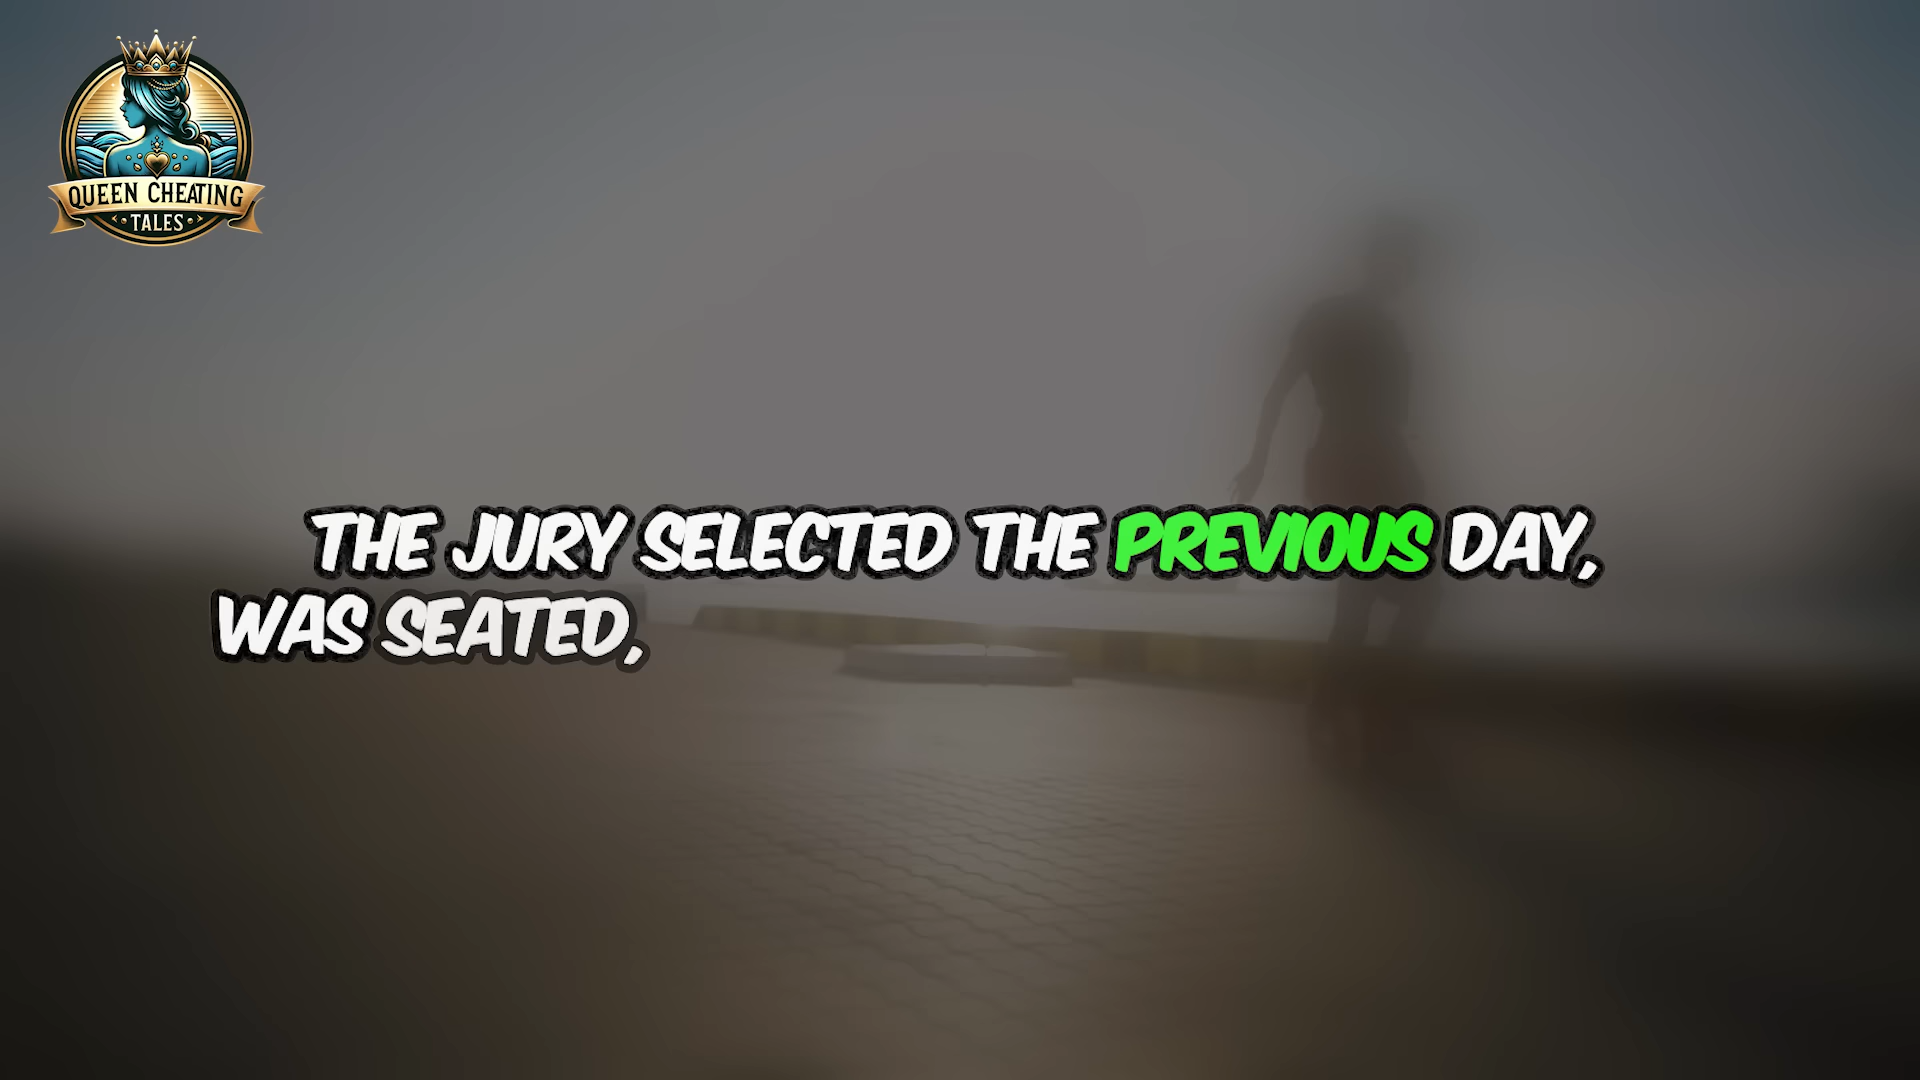 QUEEN CHEATING
TALES
THE JURY SELECTED THE PREVIOUS DAY,
WAS SEATED,